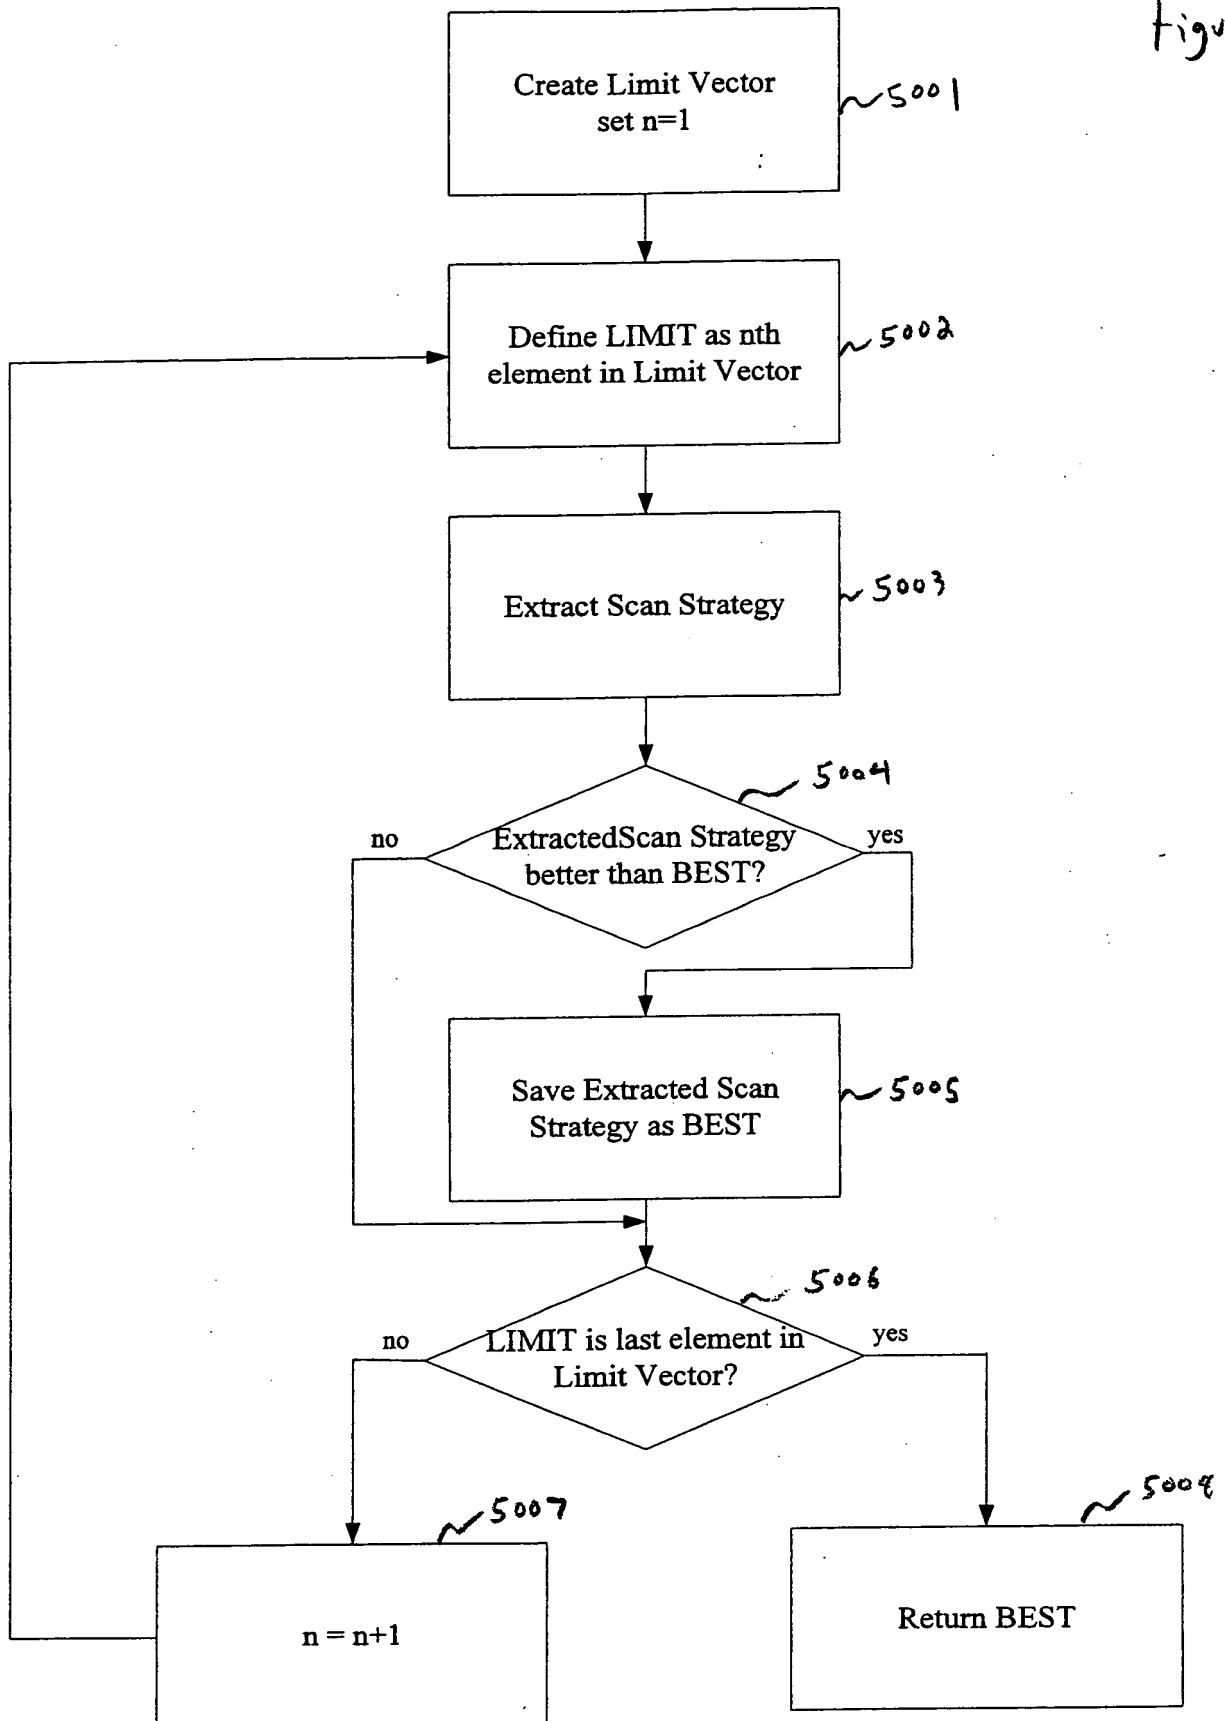 Create Limit Vector
set n=1
5001
Define LIMIT as nth
element in Limit Vector
5002
Extract Scan Strategy
5003
5004
no
ExtractedScan Strategy
better than BEST?
yes
Save Extracted Scan
Strategy as BEST
5005
5006
no
LIMIT is last element in
Limit Vector?
yes
5007
n = n+1
Return BEST